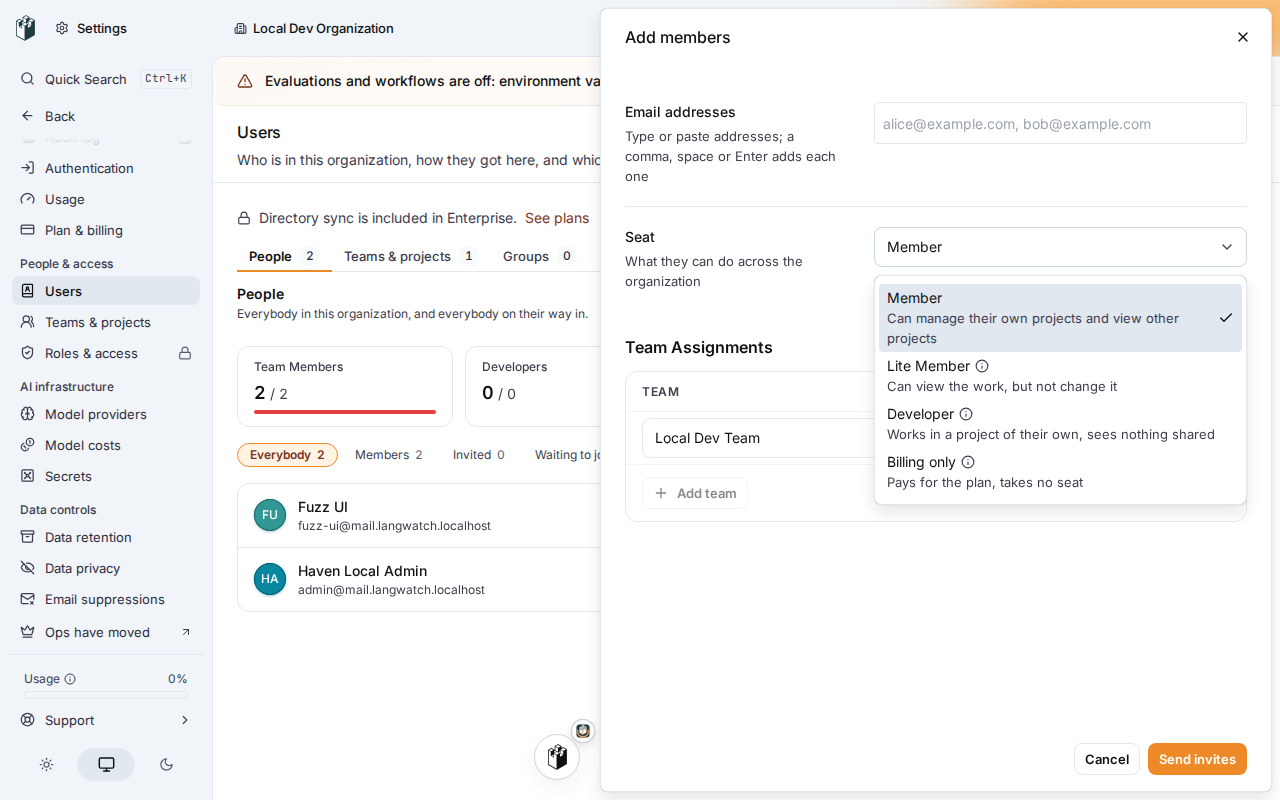 Settings
Local Dev Organization
Quick Search Ctrl+K
Back
Authentication
Usage
Plan & billing
People & access
Users
Teams & projects
Roles & access
AI infrastructure
Model providers
Model costs
Secrets
Data controls
Data retention
Data privacy
Email suppressions
Ops have moved
Usage 0%
Support
Evaluations and workflows are off: environment va
Users
Who is in this organization, how they got here, and whic
Directory sync is included in Enterprise. See plans
People 2 Teams & projects 1 Groups 0
People
Everybody in this organization, and everybody on their way in.
Team Members
2 / 2
Developers
0 / 0
Everybody 2 Members 2 Invited 0 Waiting to jo
FU
Fuzz UI
fuzz-ui@mail.langwatch.localhost
HA
Haven Local Admin
admin@mail.langwatch.localhost
Add members
Email addresses
Type or paste addresses; a
comma, space or Enter adds each
one
alice@example.com, bob@example.com
Seat
What they can do across the
organization
Member
Member
Can manage their own projects and view other
projects
Lite Member
Can view the work, but not change it
Developer
Works in a project of their own, sees nothing shared
Billing only
Pays for the plan, takes no seat
Team Assignments
TEAM
Local Dev Team
Add team
Cancel Send invites